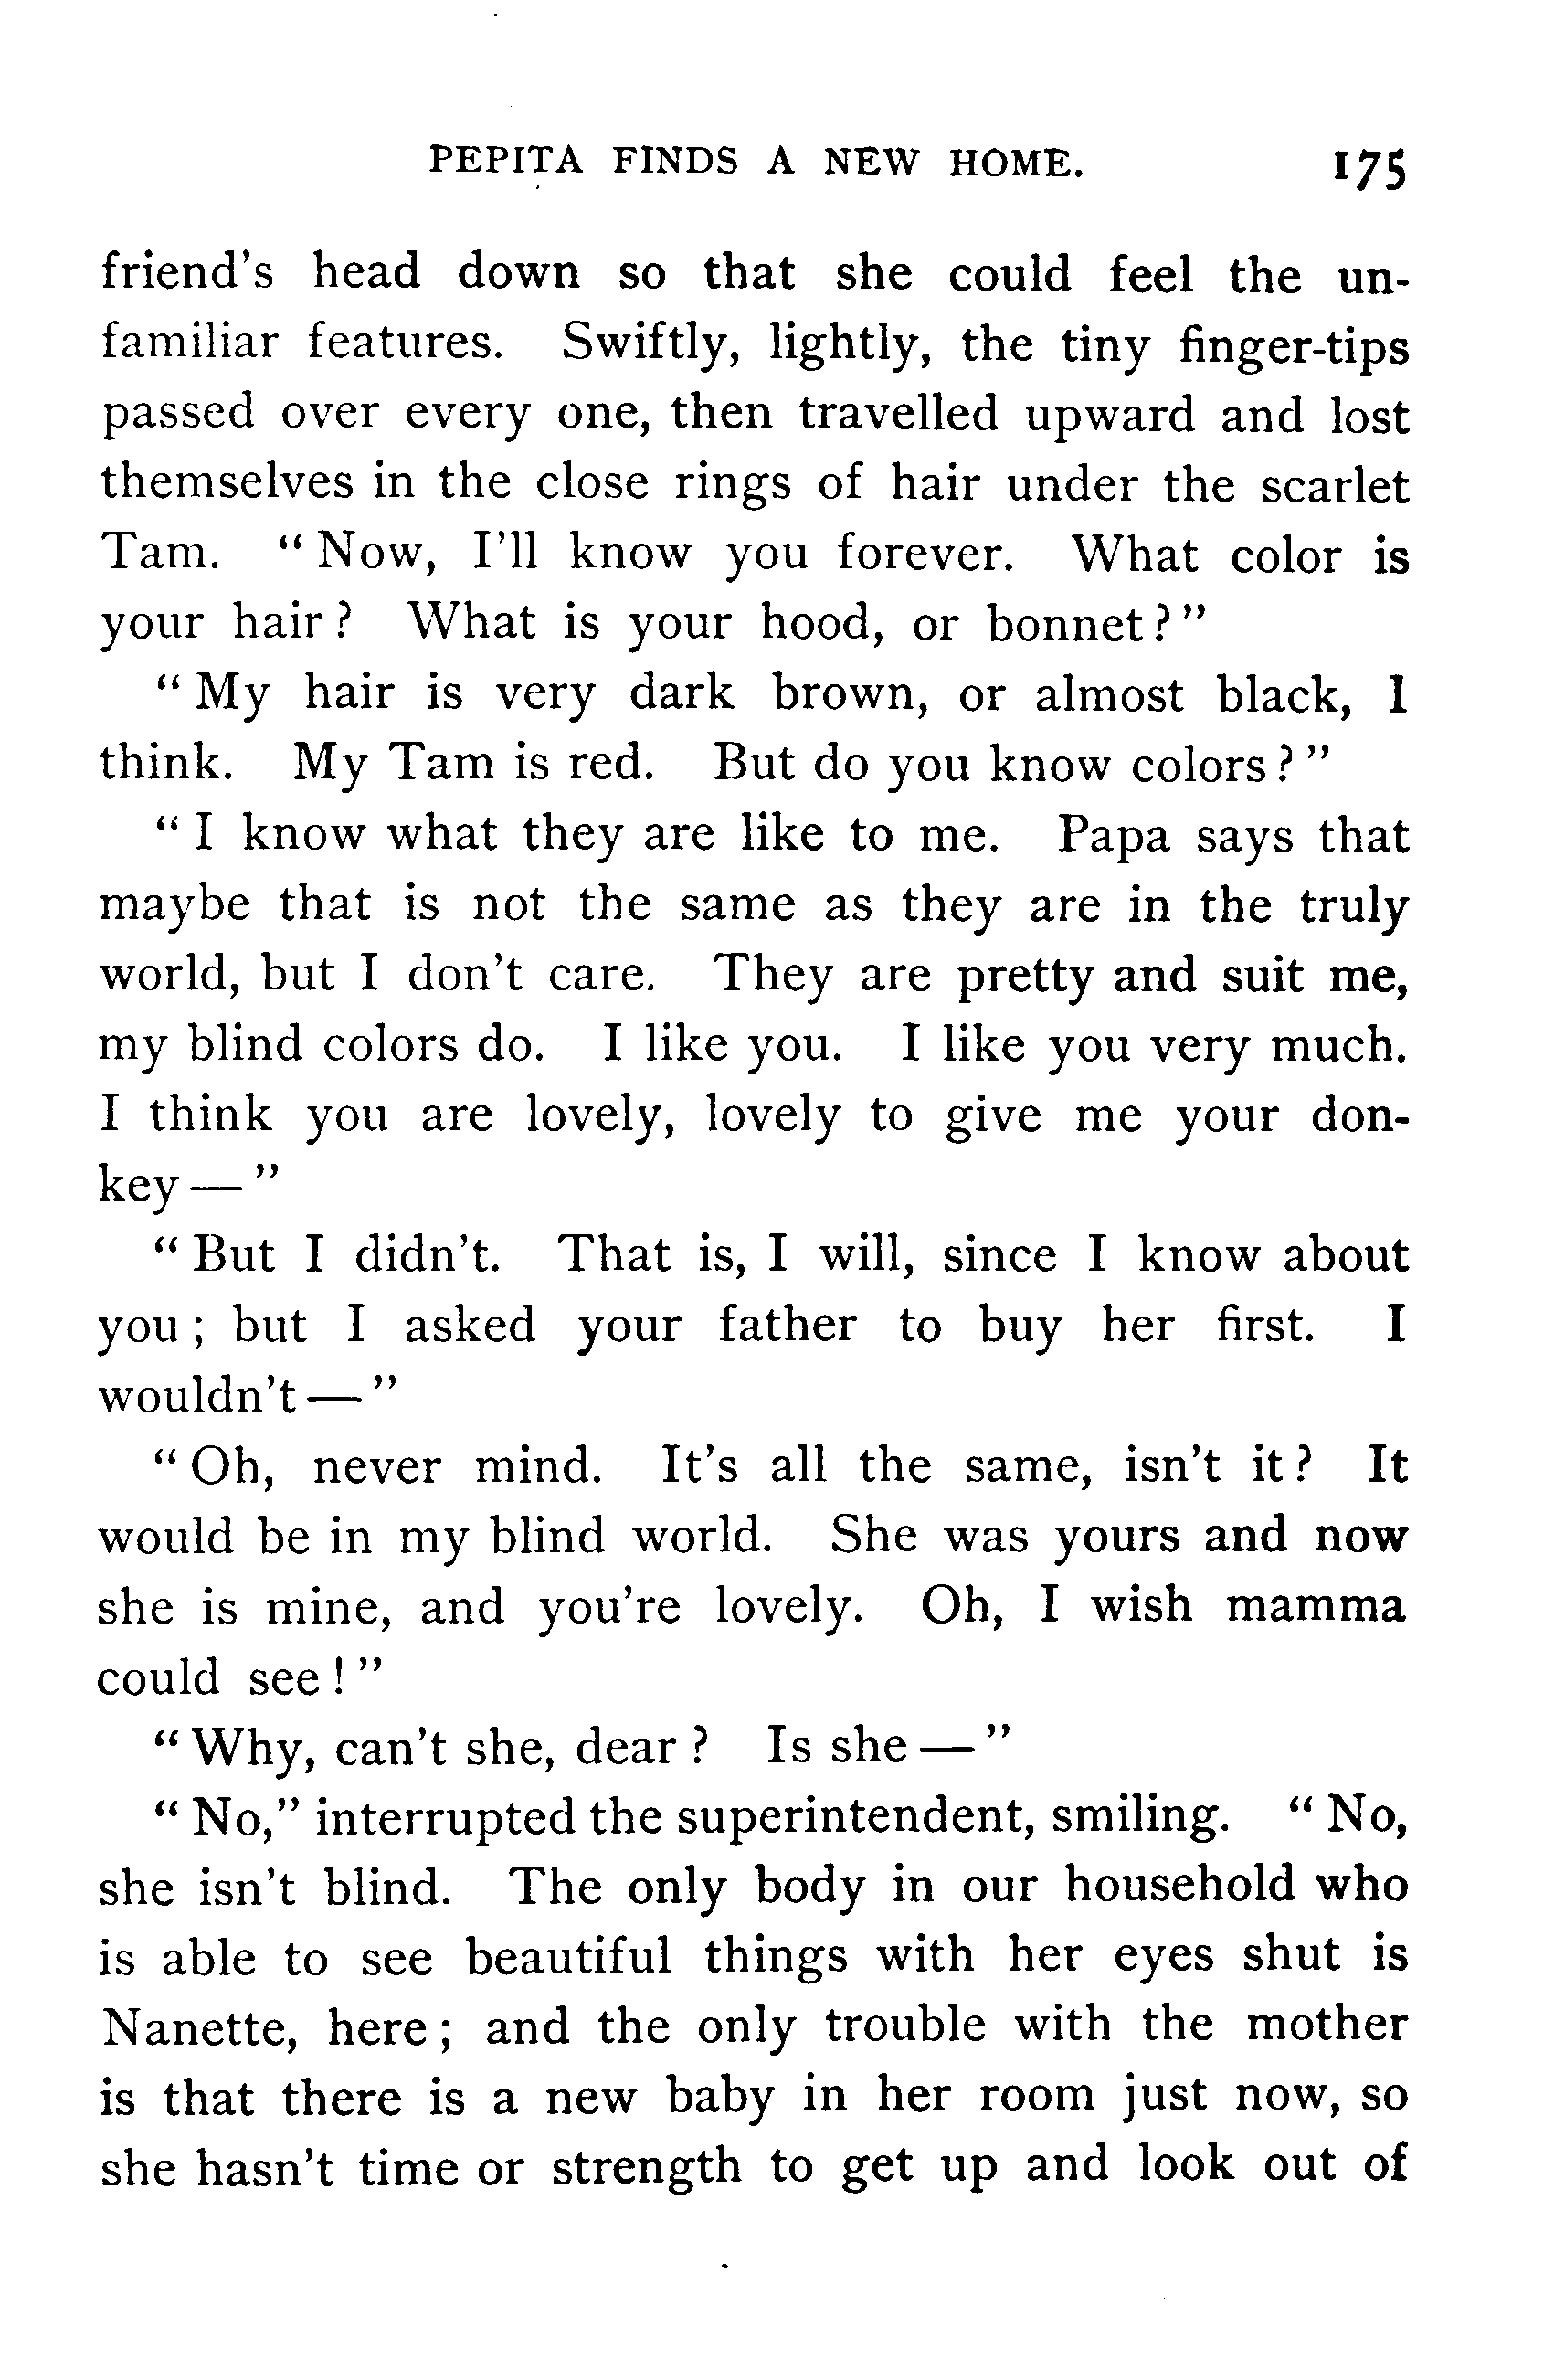 PEPITA FINDS A NEW HOME. 175
friend's head down so that she could feel the un-
familiar features. Swiftly, lightly, the tiny finger-tips
passed over every one, then travelled upward and lost
themselves in the close rings of hair under the scarlet
Tam. "Now, I'll know you forever. What color is
your hair? What is your hood, or bonnet?"
"My hair is very dark brown, or almost black, I
think. My Tam is red. But do you know colors?"
"I know what they are like to me. Papa says that
maybe that is not the same as they are in the truly
world, but I don't care. They are pretty and suit me,
my blind colors do. I like you. I like you very much.
I think you are lovely, lovely to give me your don-
key—"
"But I didn't. That is, I will, since I know about
you; but I asked your father to buy her first. I
wouldn't—"
"Oh, never mind. It's all the same, isn't it? It
would be in my blind world. She was yours and now
she is mine, and you're lovely. Oh, I wish mamma
could see!"
"Why, can't she, dear? Is she—"
"No," interrupted the superintendent, smiling. "No,
she isn't blind. The only body in our household who
is able to see beautiful things with her eyes shut is
Nanette, here; and the only trouble with the mother
is that there is a new baby in her room just now, so
she hasn't time or strength to get up and look out of